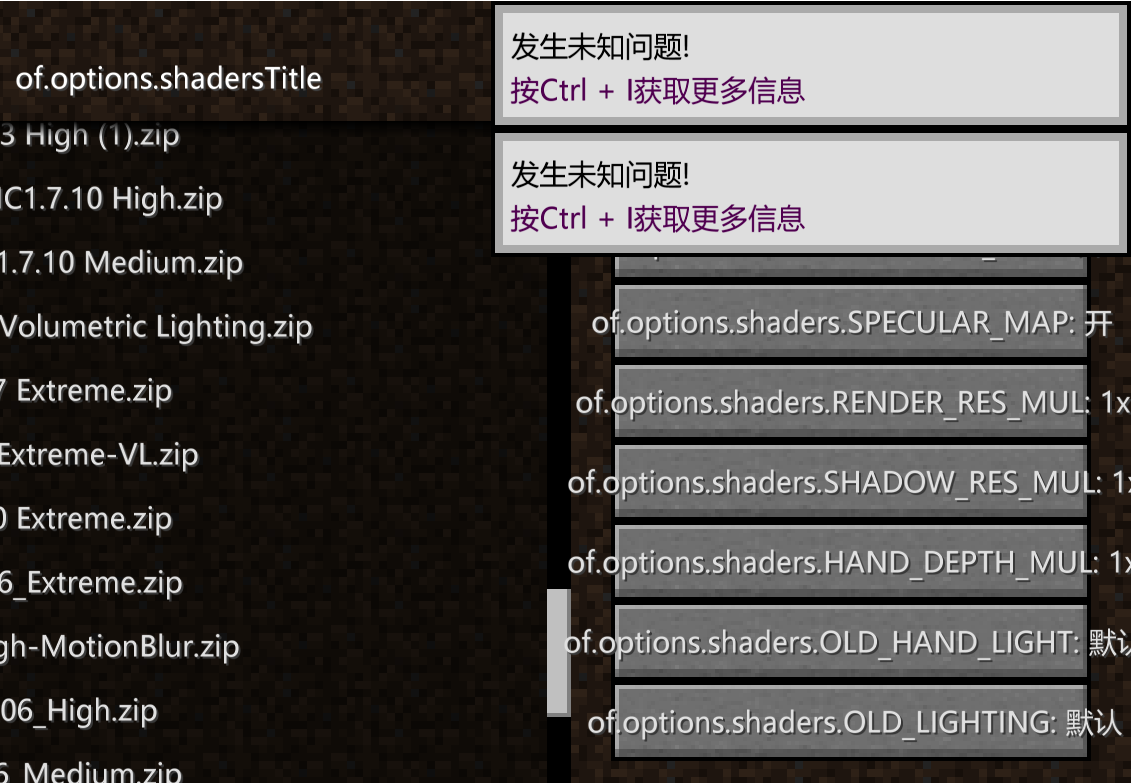 of.options.shadersTitle
发生未知问题!
按Ctrl + I获取更多信息
发生未知问题!
按Ctrl + I获取更多信息
3 High (1).zip
C1.7.10 High.zip
1.7.10 Medium.zip
Volumetric Lighting.zip
7 Extreme.zip
Extreme-VL.zip
0 Extreme.zip
6_Extreme.zip
gh-MotionBlur.zip
06_High.zip
6_Medium.zip
of.options.shaders.SPECULAR_MAP: 开
of.options.shaders.RENDER_RES_MUL: 1x
of.options.shaders.SHADOW_RES_MUL: 1x
of.options.shaders.HAND_DEPTH_MUL: 1x
of.options.shaders.OLD_HAND_LIGHT: 默认
of.options.shaders.OLD_LIGHTING: 默认